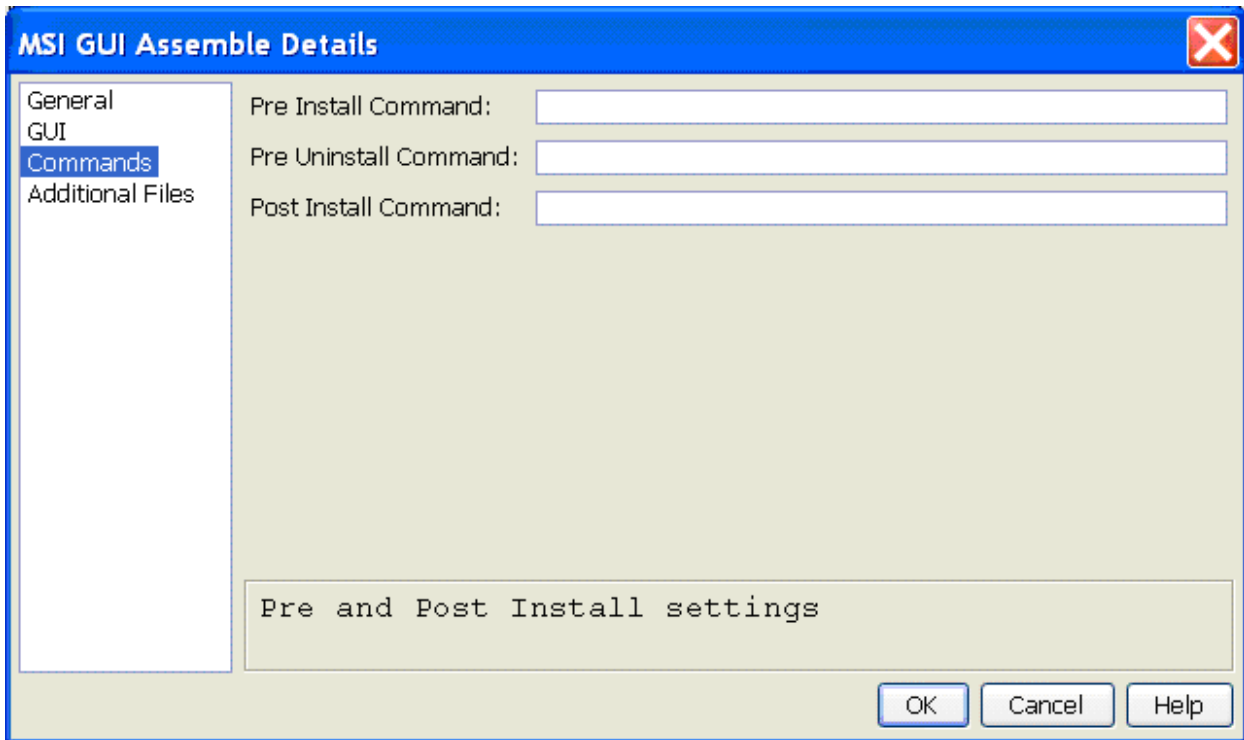 MSI GUI Assemble Details
General
GUI
Commands
Additional Files
Pre Install Command:
Pre Uninstall Command:
Post Install Command:
Pre and Post Install settings
OK Cancel Help